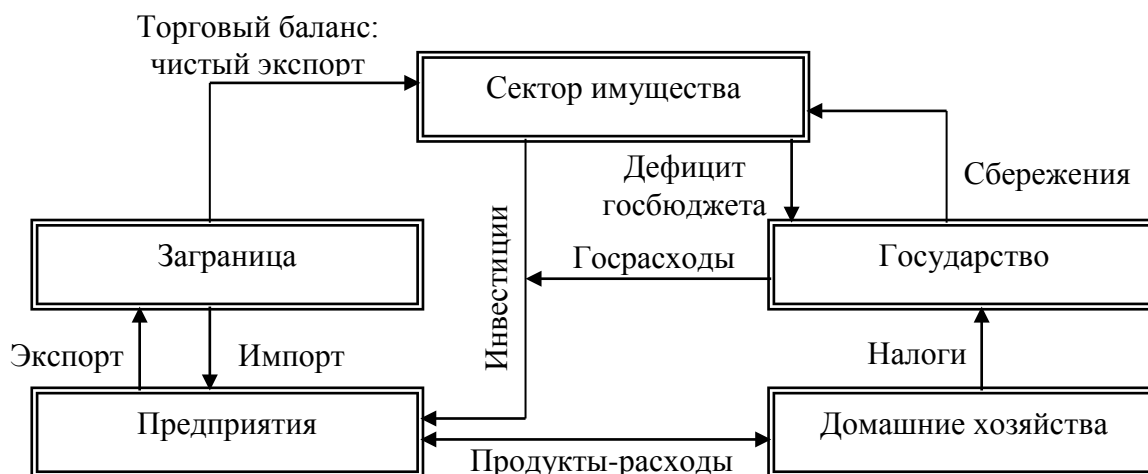 Торговый баланс:
чистый экспорт
Сектор имущества
Дефицит
госбюджета
Сбережения
Заграница
Инвестиции
Госрасходы
Государство
Экспорт
Импорт
Налоги
Предприятия
Домашние хозяйства
Продукты-расходы